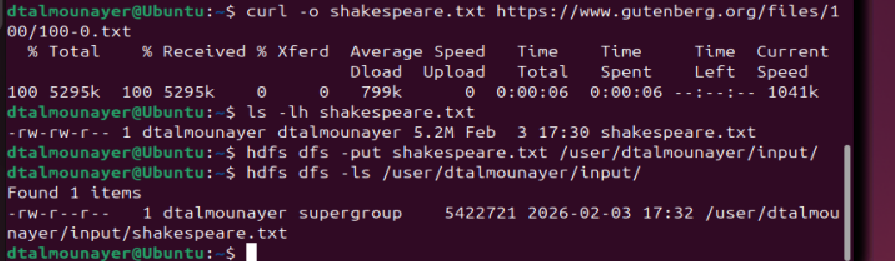 dtalmounayer@Ubuntu:~$ curl -o shakespeare.txt https://www.gutenberg.org/files/1
00/100-0.txt
  % Total    % Received % Xferd  Average Speed   Time    Time     Time  Current
                                 Dload  Upload   Total   Spent    Left  Speed
100 5295k  100 5295k    0     0   799k      0  0:00:06  0:00:06 --:--:-- 1041k
dtalmounayer@Ubuntu:~$ ls -lh shakespeare.txt
-rw-rw-r-- 1 dtalmounayer dtalmounayer 5.2M Feb  3 17:30 shakespeare.txt
dtalmounayer@Ubuntu:~$ hdfs dfs -put shakespeare.txt /user/dtalmounayer/input/
dtalmounayer@Ubuntu:~$ hdfs dfs -ls /user/dtalmounayer/input/
Found 1 items
-rw-r--r--   1 dtalmounayer supergroup    5422721 2026-02-03 17:32 /user/dtalmou
nayer/input/shakespeare.txt
dtalmounayer@Ubuntu:~$